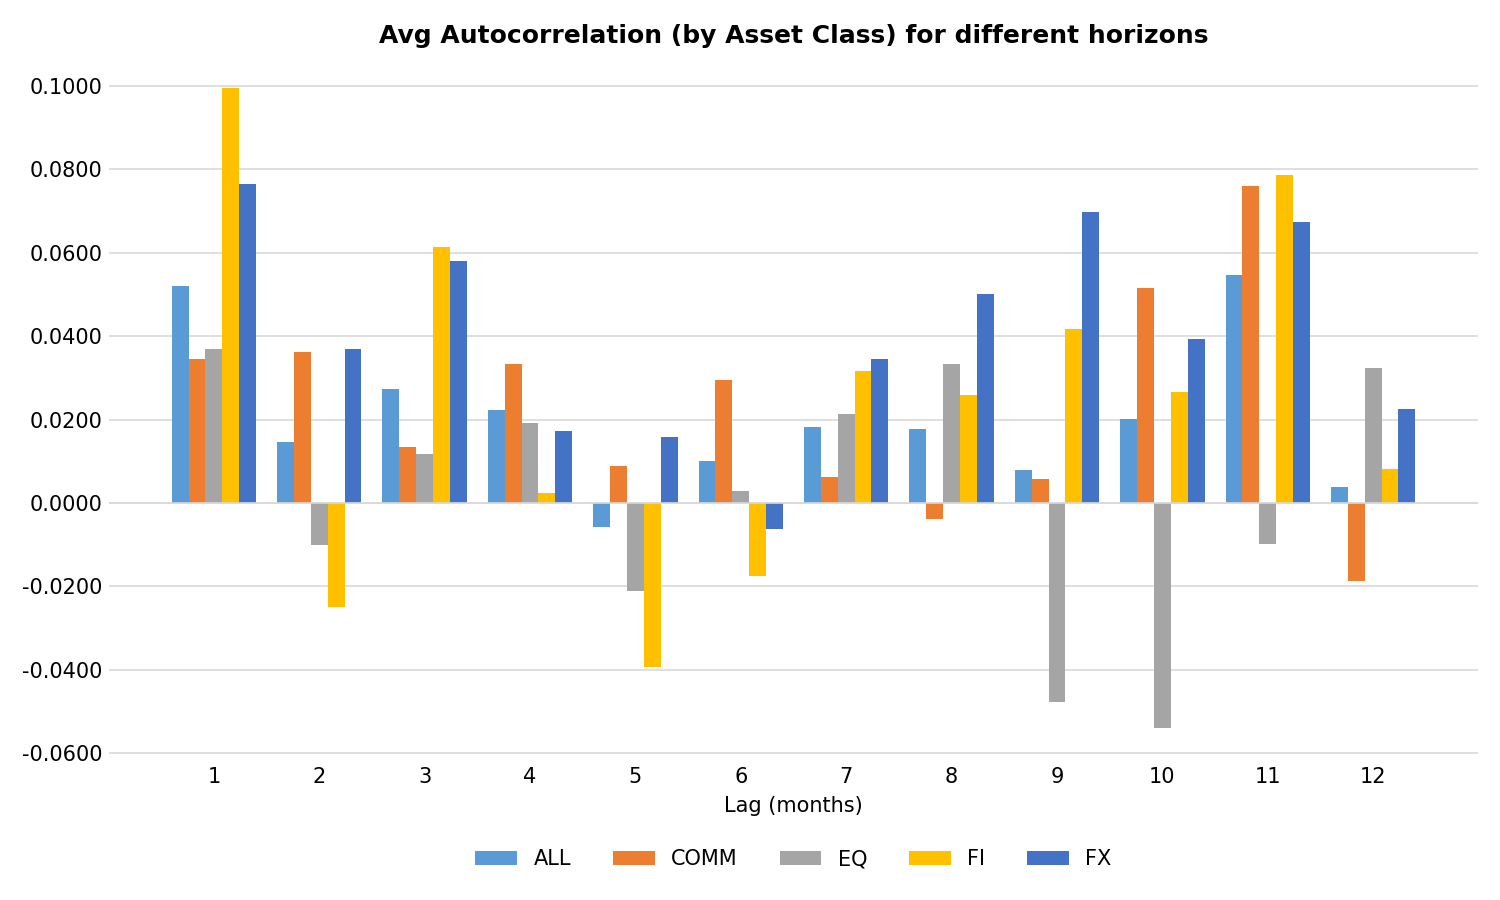 Avg Autocorrelation (by Asset Class) for different horizons
0.1000
0.0800
0.0600
0.0400
0.0200
0.0000
-0.0200
-0.0400
-0.0600
1 2 3 4 5 6 7 8 9 10 11 12
Lag (months)
ALL COMM EQ FI FX